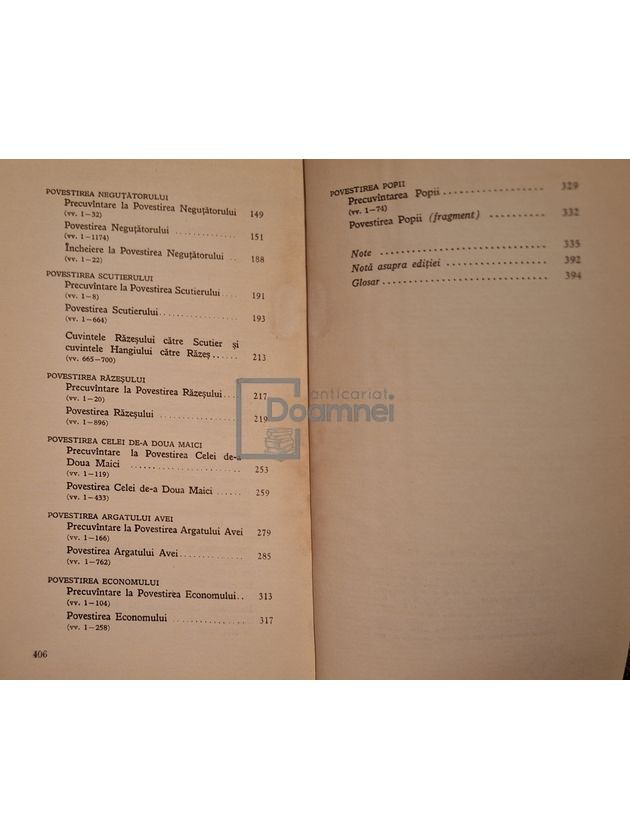 POVESTIREA NEGUȚĂTORULUI
Precuvîntare la Povestirea Neguțătorului 149
(vv. 1–32)
Povestirea Neguțătorului ............. 151
(vv. 1–1174)
Încheiere la Povestirea Neguțătorului .. 188
(vv. 1–22)
POVESTIREA SCUTIERULUI
Precuvîntare la Povestirea Scutierului ... 191
(vv. 1–8)
Povestirea Scutierului ................ 193
(vv. 1–664)
Cuvintele Răzeșului către Scutier și
cuvintele Hangiului către Răzeș ...... 213
(vv. 665–700)
POVESTIREA RĂZEȘULUI
Precuvîntare la Povestirea Răzeșului .... 217
(vv. 1–20)
Povestirea Răzeșului ................ 219
(vv. 1–896)
POVESTIREA CELEI DE-A DOUA MAICI
Precuvîntare la Povestirea Celei de-a
Doua Maici ...................... 253
(vv. 1–119)
Povestirea Celei de-a Doua Maici ...... 259
(vv. 1–433)
POVESTIREA ARGATULUI AVEI
Precuvîntare la Povestirea Argatului Avei 279
(vv. 1–166)
Povestirea Argatului Avei ............. 285
(vv. 1–762)
POVESTIREA ECONOMULUI
Precuvîntare la Povestirea Economului .. 313
(vv. 1–104)
Povestirea Economului ............... 317
(vv. 1–258)
406
POVESTIREA POPII
Precuvîntarea Popii .................. 329
(vv. 1–74)
Povestirea Popii (fragment) ............ 332
Note ............................ 335
Notă asupra ediției .................. 392
Glosar ............................ 394
anticariat
Doamnei